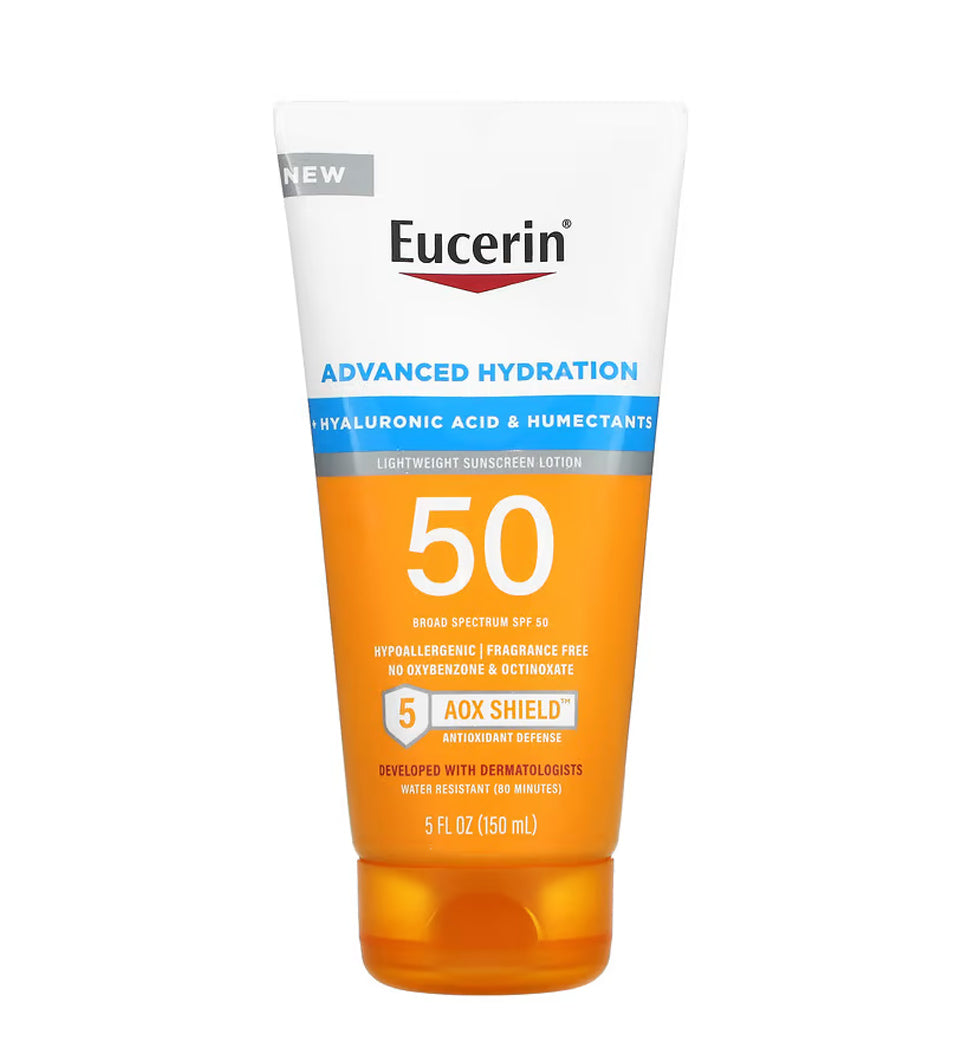 NEW
Eucerin®
ADVANCED HYDRATION
+ HYALURONIC ACID & HUMECTANTS
LIGHTWEIGHT SUNSCREEN LOTION
50
BROAD SPECTRUM SPF 50
HYPOALLERGENIC | FRAGRANCE FREE
NO OXYBENZONE & OCTINOXATE
5 AOX SHIELD™
ANTIOXIDANT DEFENSE
DEVELOPED WITH DERMATOLOGISTS
WATER RESISTANT (80 MINUTES)
5 FL OZ (150 mL)